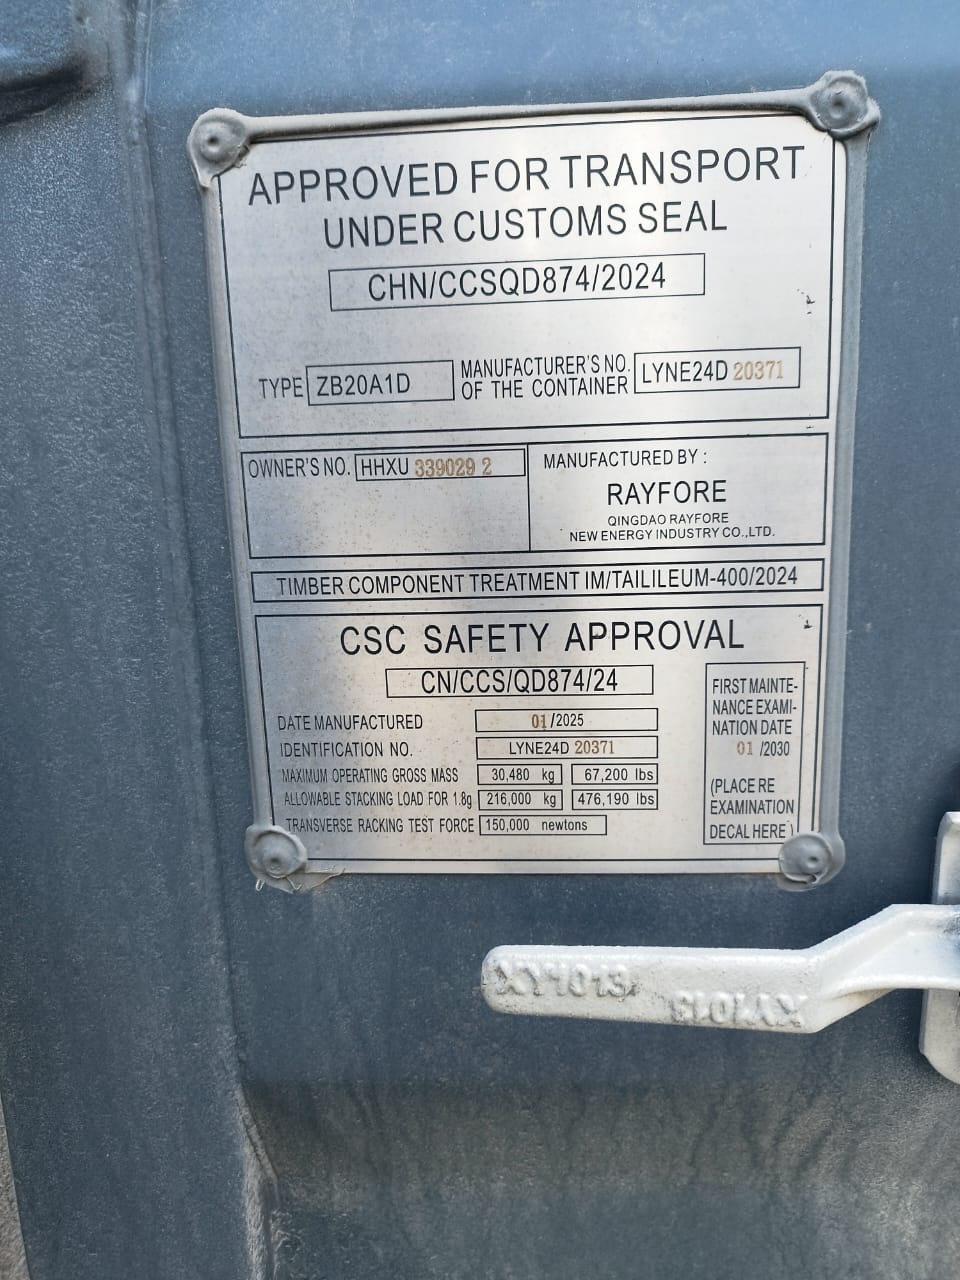 APPROVED FOR TRANSPORT
UNDER CUSTOMS SEAL
CHN/CCSQD874/2024
TYPE ZB20A1D
MANUFACTURER'S NO.
OF THE CONTAINER
LYNE24D 20371
OWNER'S NO. HHXU 339029 2
MANUFACTURED BY :
RAYFORE
QINGDAO RAYFORE
NEW ENERGY INDUSTRY CO.,LTD.
TIMBER COMPONENT TREATMENT IM/TAILILEUM-400/2024
CSC SAFETY APPROVAL
CN/CCS/QD874/24
DATE MANUFACTURED 01/2025
IDENTIFICATION NO. LYNE24D 20371
MAXIMUM OPERATING GROSS MASS 30,480 kg 67,200 lbs
ALLOWABLE STACKING LOAD FOR 1.8g 216,000 kg 476,190 lbs
TRANSVERSE RACKING TEST FORCE 150,000 newtons
FIRST MAINTE-
NANCE EXAMI-
NATION DATE
01 /2030
(PLACE RE
EXAMINATION
DECAL HERE )
XY1013
XY1013